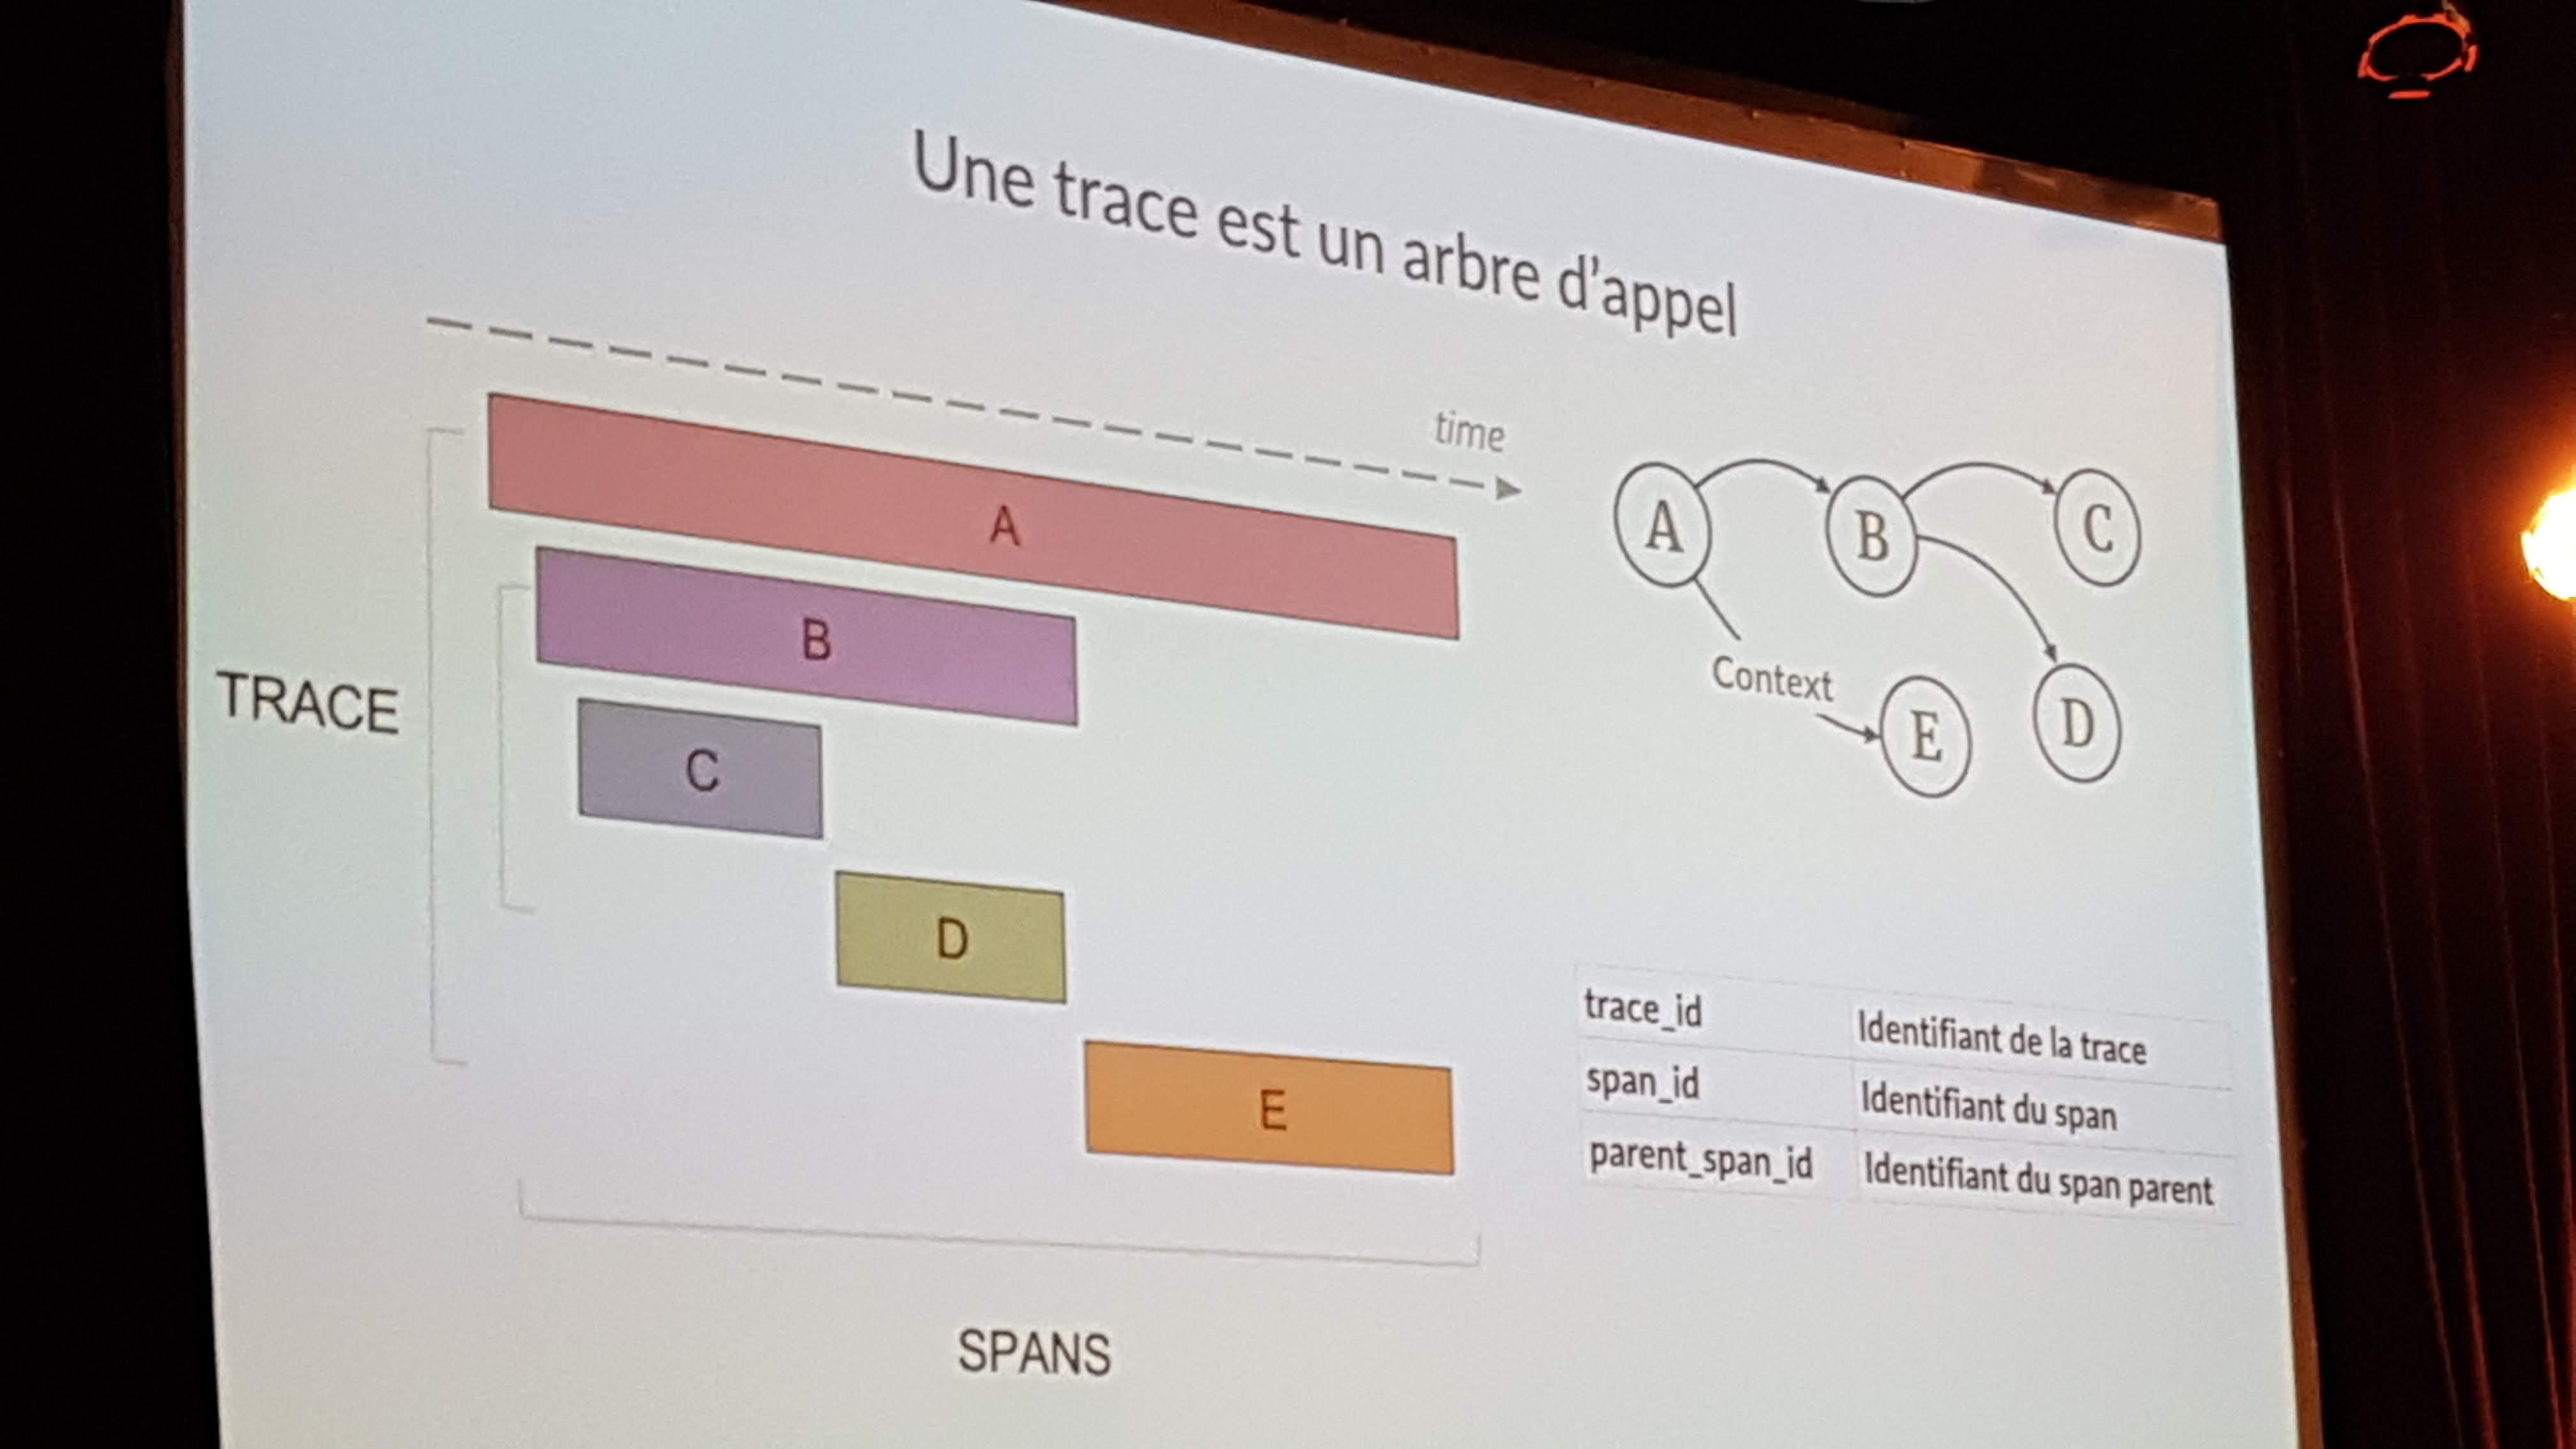 Une trace est un arbre d'appel
time
A
B
C
D
E
TRACE
SPANS
A
B
C
Context
E
D
trace_id Identifiant de la trace
span_id Identifiant du span
parent_span_id Identifiant du span parent